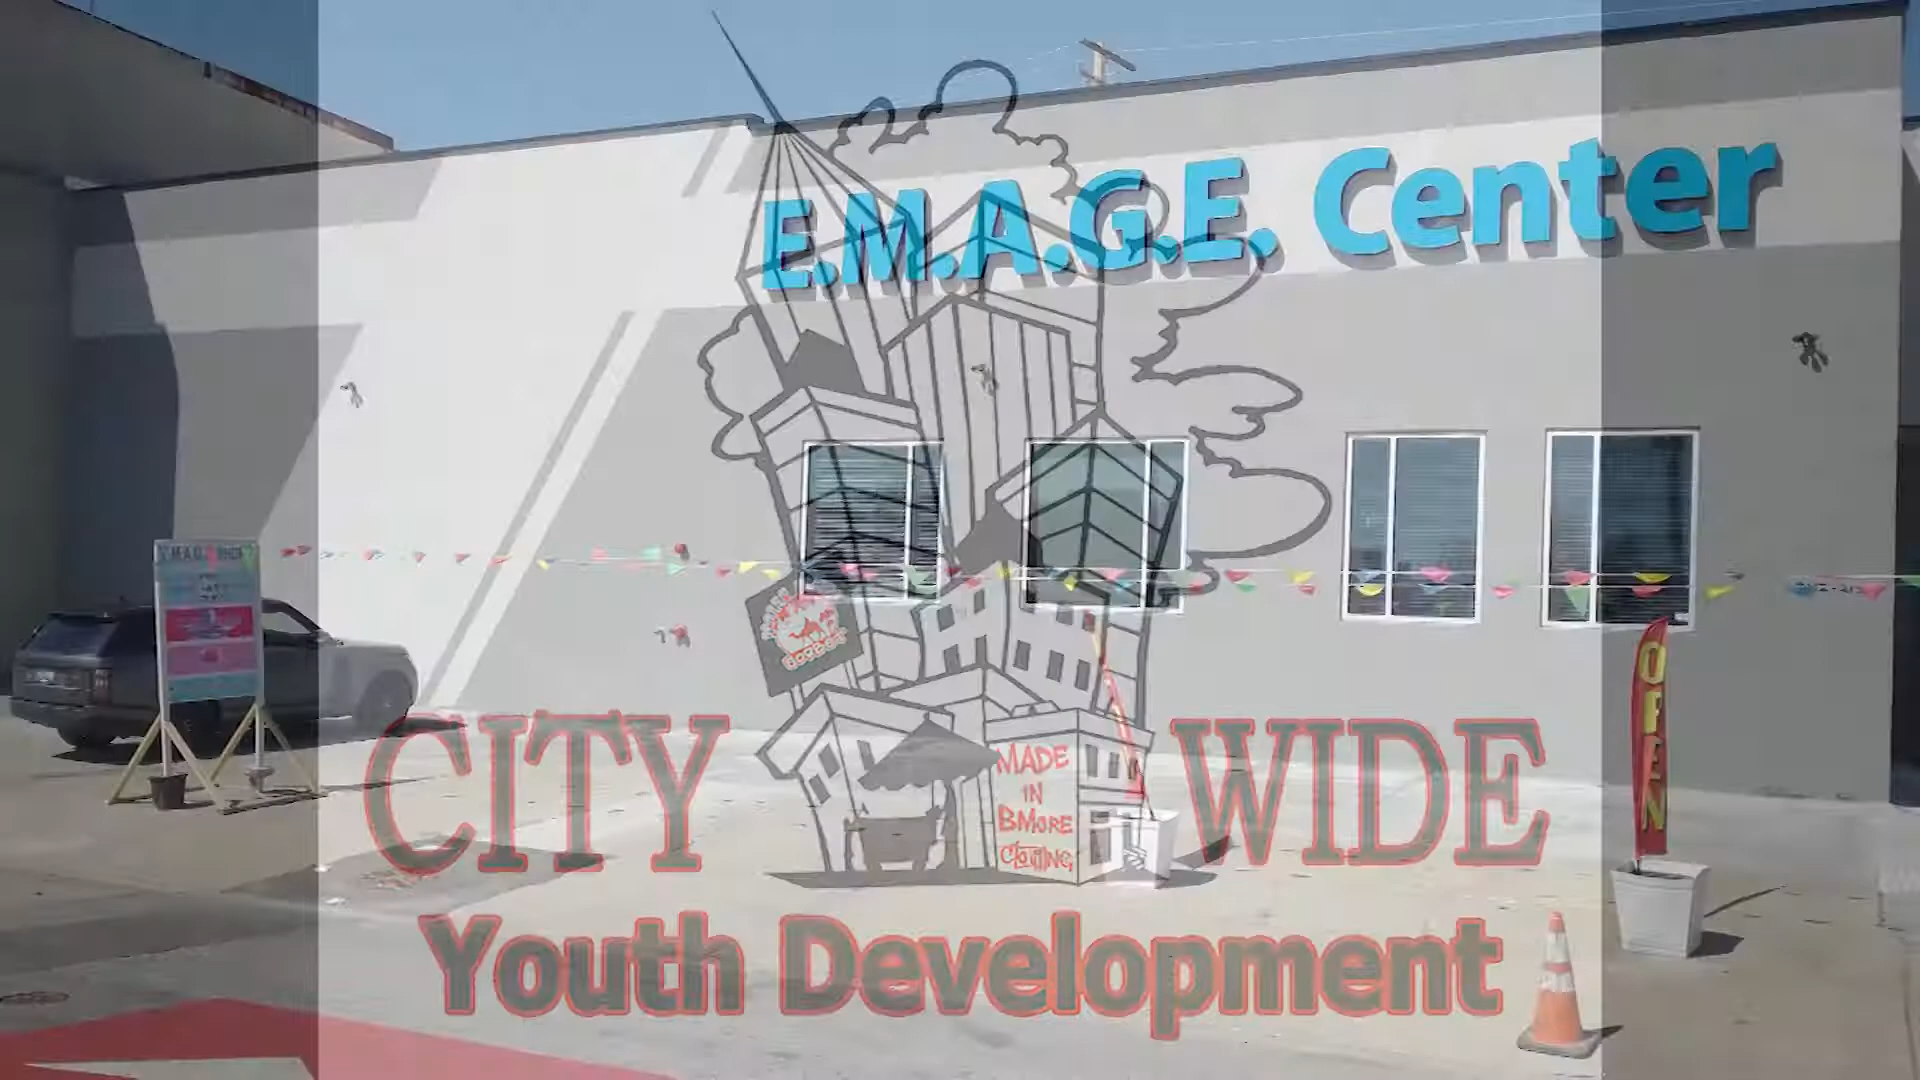 E.M.A.G.E. Center
OPEN
CITY WIDE
MADE
IN
BMORE
CLOTHING
Youth Development